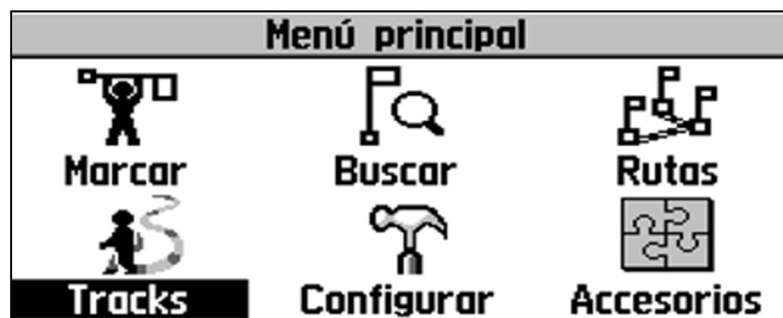 Menú principal
Marcar Buscar Rutas
Tracks Configurar Accesorios